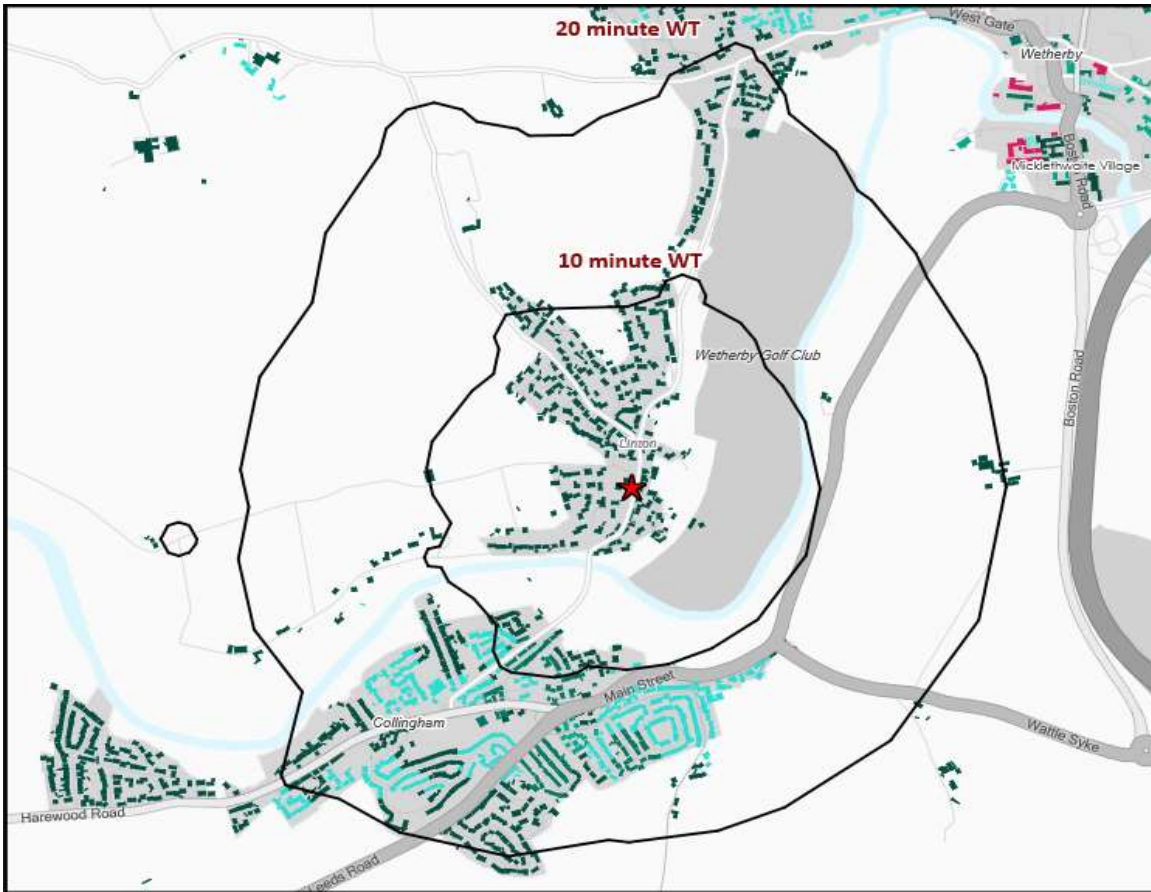 20 minute WT
West Gate
Wetherby
Micklethwaite Village
Boston Road
10 minute WT
Wetherby Golf Club
Boston Road
Linton
Main Street
Collingham
Wattle Syke
Harewood Road
Leeds Road